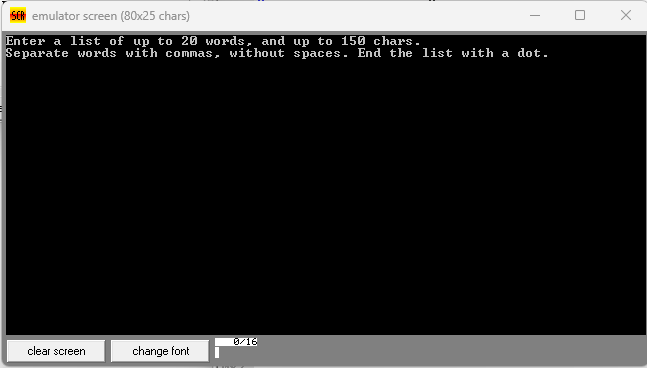 SCR
emulator screen (80x25 chars)
Enter a list of up to 20 words, and up to 150 chars.
Separate words with commas, without spaces. End the list with a dot.
clear screen
change font
0/16